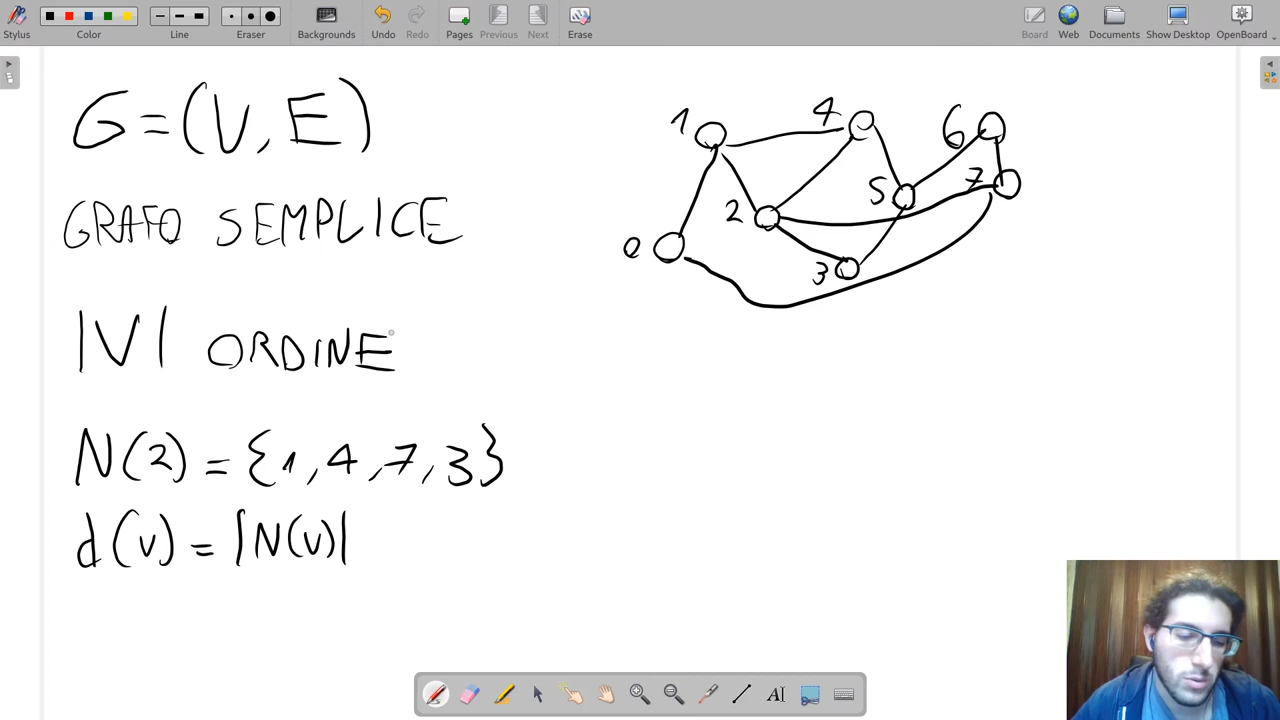 Stylus Color Line Eraser Backgrounds Undo Redo Pages Previous Next Erase Board Web Documents Show Desktop OpenBoard
G=(V,E)
GRAFO SEMPLICE
|V| ORDINE
N(2) = {1,4,7,3}
d(v) = |N(v)|
1
4
6
5
7
2
0
3
AI